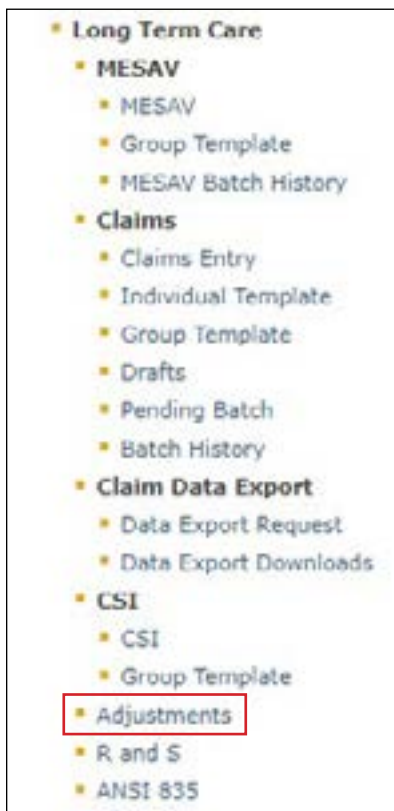 Long Term Care
MESAV
MESAV
Group Template
MESAV Batch History
Claims
Claims Entry
Individual Template
Group Template
Drafts
Pending Batch
Batch History
Claim Data Export
Data Export Request
Data Export Downloads
CSI
CSI
Group Template
Adjustments
R and S
ANSI 835